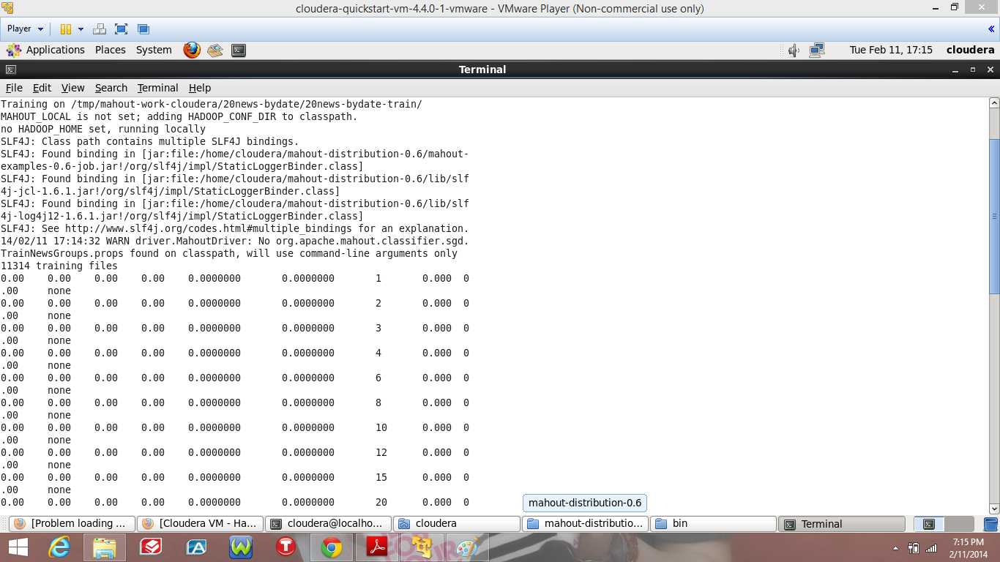 cloudera-quickstart-vm-4.4.0-1-vmware - VMware Player (Non-commercial use only)
Player
Applications Places System Tue Feb 11, 17:15 cloudera
Terminal
File Edit View Search Terminal Help
Training on /tmp/mahout-work-cloudera/20news-bydate/20news-bydate-train/
MAHOUT_LOCAL is not set; adding HADOOP_CONF_DIR to classpath.
no HADOOP_HOME set, running locally
SLF4J: Class path contains multiple SLF4J bindings.
SLF4J: Found binding in [jar:file:/home/cloudera/mahout-distribution-0.6/mahout-
examples-0.6-job.jar!/org/slf4j/impl/StaticLoggerBinder.class]
SLF4J: Found binding in [jar:file:/home/cloudera/mahout-distribution-0.6/lib/slf
4j-jcl-1.6.1.jar!/org/slf4j/impl/StaticLoggerBinder.class]
SLF4J: Found binding in [jar:file:/home/cloudera/mahout-distribution-0.6/lib/slf
4j-log4j12-1.6.1.jar!/org/slf4j/impl/StaticLoggerBinder.class]
SLF4J: See http://www.slf4j.org/codes.html#multiple_bindings for an explanation.
14/02/11 17:14:32 WARN driver.MahoutDriver: No org.apache.mahout.classifier.sgd.
TrainNewsGroups.props found on classpath, will use command-line arguments only
11314 training files
0.00 0.00 0.00 0.00 0.0000000 0.0000000 1 0.000 0
.00 none
0.00 0.00 0.00 0.00 0.0000000 0.0000000 2 0.000 0
.00 none
0.00 0.00 0.00 0.00 0.0000000 0.0000000 3 0.000 0
.00 none
0.00 0.00 0.00 0.00 0.0000000 0.0000000 4 0.000 0
.00 none
0.00 0.00 0.00 0.00 0.0000000 0.0000000 6 0.000 0
.00 none
0.00 0.00 0.00 0.00 0.0000000 0.0000000 8 0.000 0
.00 none
0.00 0.00 0.00 0.00 0.0000000 0.0000000 10 0.000 0
.00 none
0.00 0.00 0.00 0.00 0.0000000 0.0000000 12 0.000 0
.00 none
0.00 0.00 0.00 0.00 0.0000000 0.0000000 15 0.000 0
.00 none
0.00 0.00 0.00 0.00 0.0000000 0.0000000 20 0.000 0
mahout-distribution-0.6
[Problem loading ... [Cloudera VM - Ha... cloudera@localho... cloudera mahout-distributio... bin Terminal
7:15 PM
2/11/2014